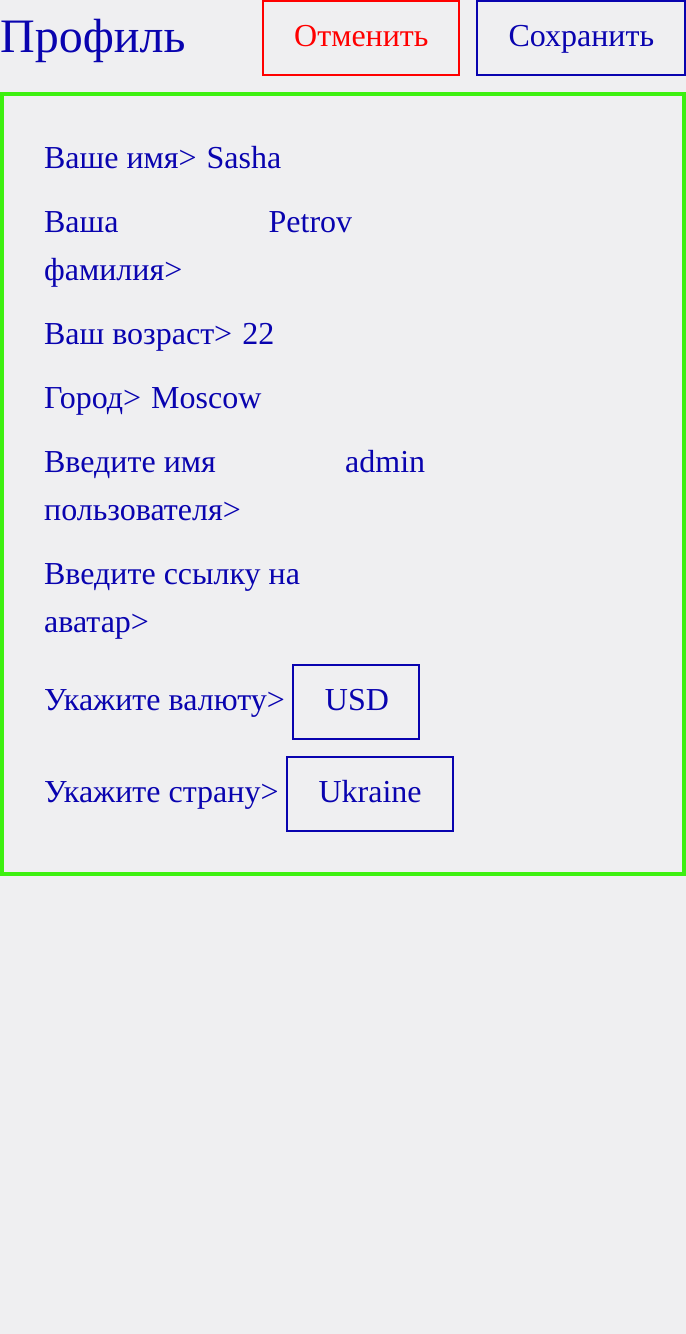 Профиль Отменить Сохранить
Ваше имя> Sasha
Ваша Petrov
фамилия>
Ваш возраст> 22
Город> Moscow
Введите имя admin
пользователя>
Введите ссылку на
аватар>
Укажите валюту> USD
Укажите страну> Ukraine